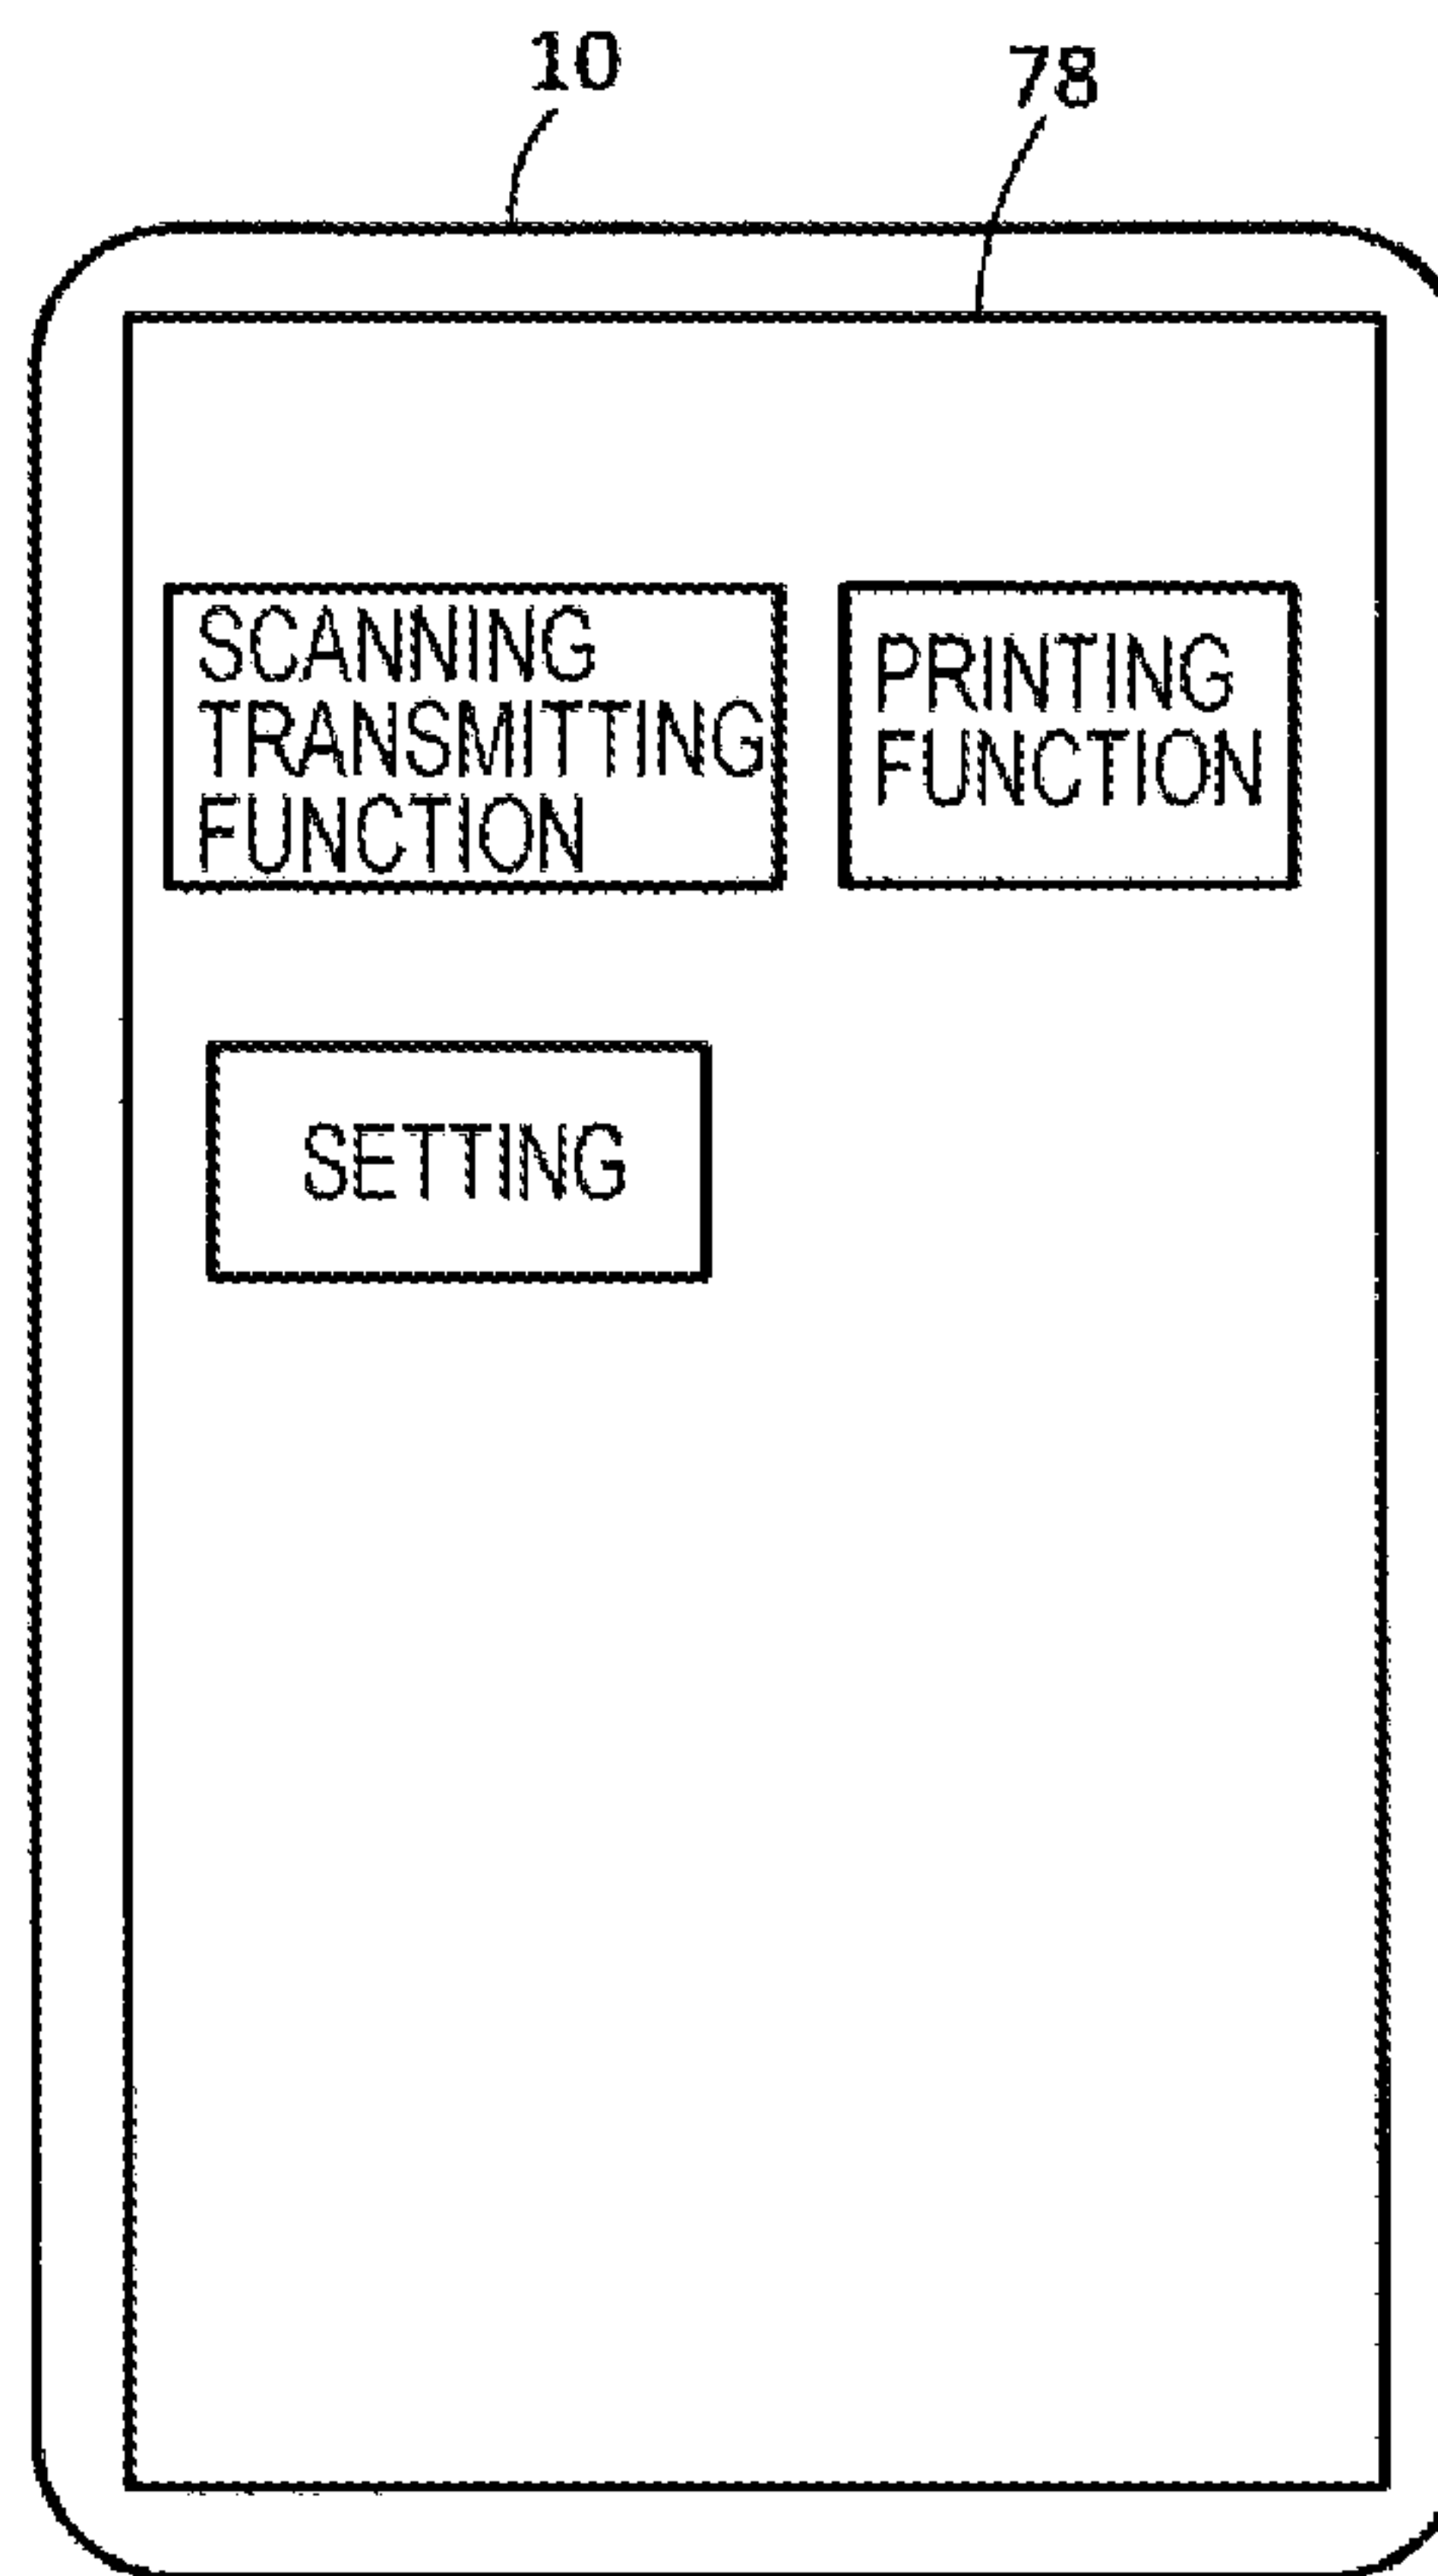 10
78
SCANNING
TRANSMITTING
FUNCTION
PRINTING
FUNCTION
SETTING